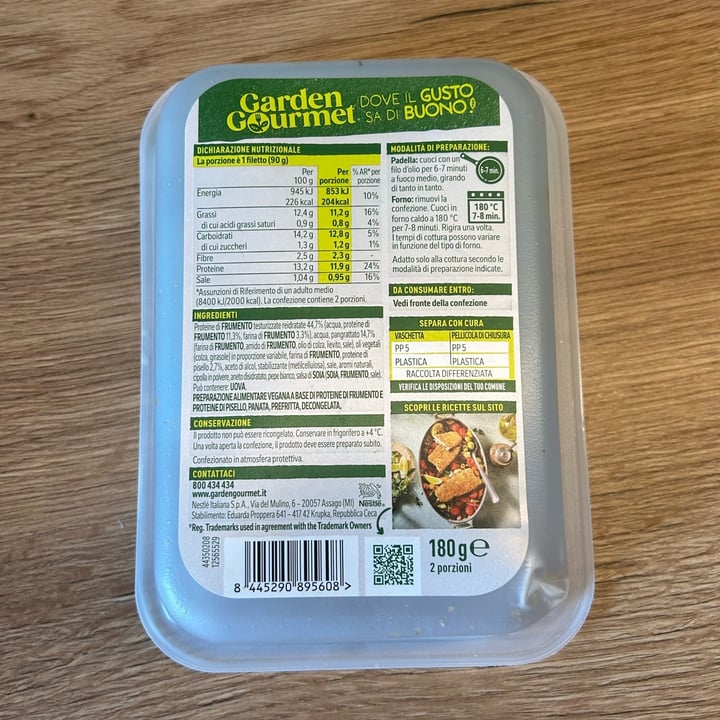 Garden Gourmet®
DOVE IL GUSTO
SA DI BUONO!
DICHIARAZIONE NUTRIZIONALE
La porzione è 1 filetto (90 g)
Per 100 g Per porzione % AR* per porzione
Energia 945 kJ 853 kJ 10%
226 kcal 204 kcal
Grassi 12,4 g 11,2 g 16%
di cui acidi grassi saturi 0,9 g 0,8 g 4%
Carboidrati 14,2 g 12,8 g 5%
di cui zuccheri 1,3 g 1,2 g 1%
Fibre 2,5 g 2,3 g -
Proteine 13,2 g 11,9 g 24%
Sale 1,04 g 0,95 g 16%
*Assunzioni di Riferimento di un adulto medio
(8400 kJ/2000 kcal). La confezione contiene 2 porzioni.
INGREDIENTI
Proteine di FRUMENTO testurizzate reidratate 44,7% (acqua, proteine di
FRUMENTO 11,3%, farina di FRUMENTO 3,3%), acqua, pangrattato 14,7%
(farina di FRUMENTO, amido di FRUMENTO, olio di colza, lievito, sale), oli vegetali
(colza, girasole) in proporzione variabile, farina di FRUMENTO, proteine di
pisello 2,7%, aceto di alcol, stabilizzante (metilcellulosa), sale, aromi naturali,
cipolla in polvere, aneto disidratato, pepe bianco, salsa di SOIA (SOIA, FRUMENTO, sale).
Può contenere: UOVA.
PREPARAZIONE ALIMENTARE VEGANA A BASE DI PROTEINE DI FRUMENTO E
PROTEINE DI PISELLO, PANATA, PREFRITTA, DECONGELATA.
CONSERVAZIONE
Il prodotto non può essere ricongelato. Conservare in frigorifero a +4 °C.
Una volta aperta la confezione, il prodotto deve essere preparato subito.
Confezionato in atmosfera protettiva.
CONTATTACI
800 434 434
www.gardengourmet.it
Nestlé Italiana S.p.A., Via del Mulino, 6 – 20057 Assago (MI)
Stabilimento: Eduarda Proppera 641 – 417 42 Krupka, Repubblica Ceca
*Reg. Trademarks used in agreement with the Trademark Owners
Nestlé
44350208
12565529
8 445290 895608 >
MODALITÀ DI PREPARAZIONE:
Padella: cuoci con un
filo d'olio per 6-7 minuti
a fuoco medio, girando
di tanto in tanto.
6-7 min.
Forno: rimuovi la
confezione. Cuoci in
forno caldo a 180 °C
per 7-8 minuti. Rigira una volta.
I tempi di cottura possono variare
in funzione del tipo di forno.
180 °C
7-8 min.
Adatto solo alla cottura secondo le
modalità di preparazione indicate.
DA CONSUMARE ENTRO:
Vedi fronte della confezione
SEPARA CON CURA
VASCHETTA PELLICOLA DI CHIUSURA
PP 5 PP 5
PLASTICA PLASTICA
RACCOLTA DIFFERENZIATA
VERIFICA LE DISPOSIZIONI DEL TUO COMUNE
SCOPRI LE RICETTE SUL SITO
180 g ℮
2 porzioni